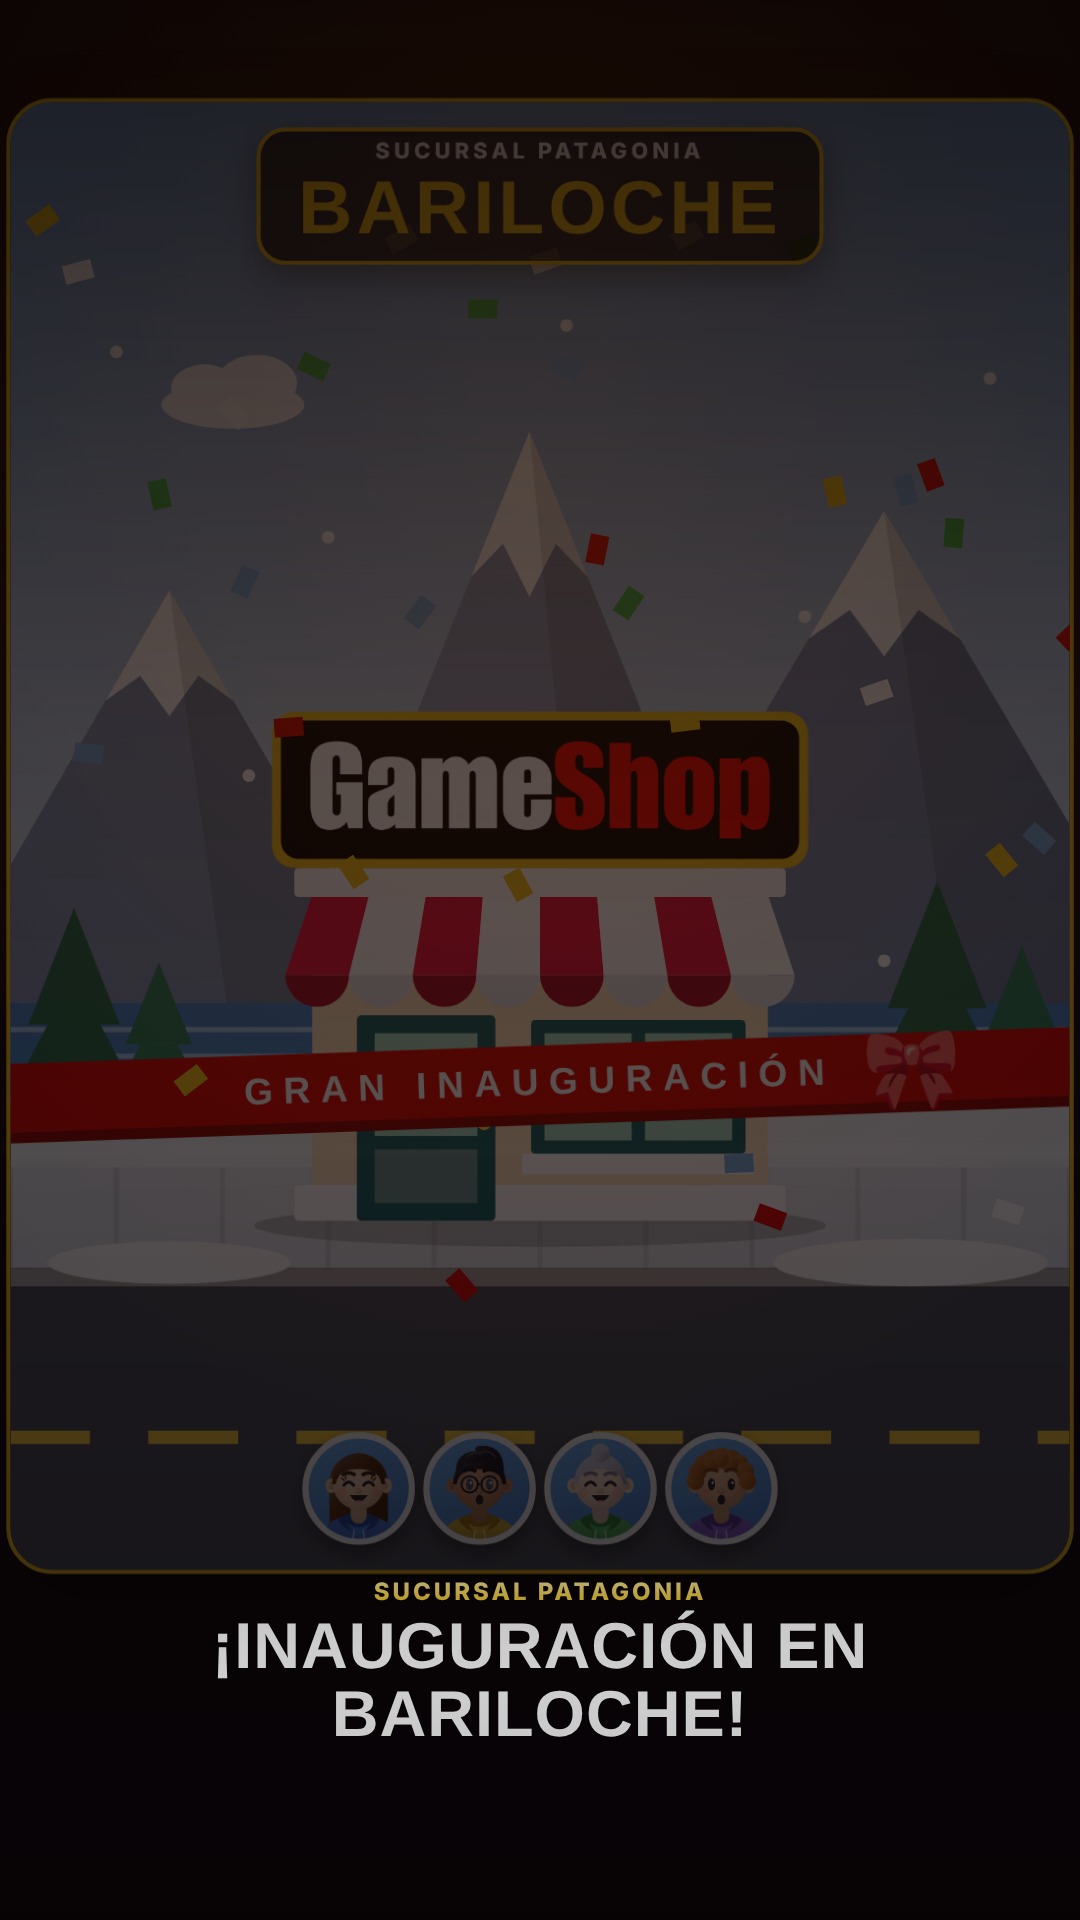 SUCURSAL PATAGONIA
BARILOCHE
GameShop
GRAN INAUGURACIÓN
SUCURSAL PATAGONIA
¡INAUGURACIÓN EN
BARILOCHE!